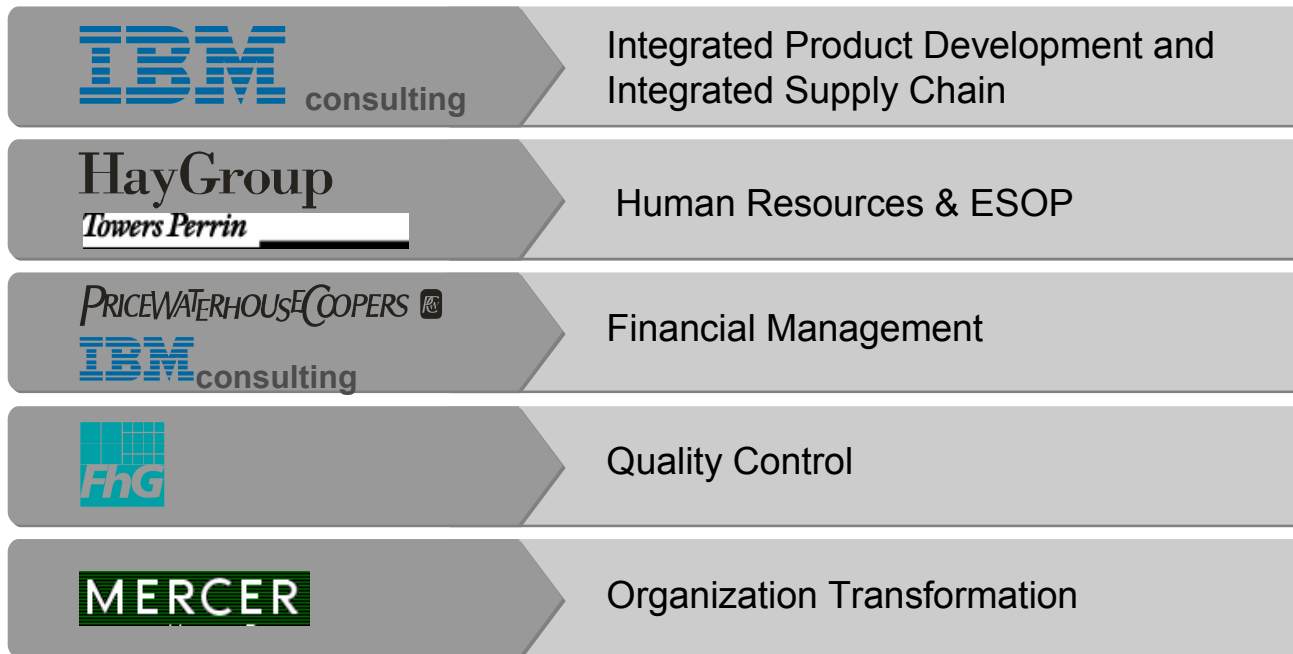 IBM consulting
Integrated Product Development and
Integrated Supply Chain
HayGroup
Towers Perrin
Human Resources & ESOP
PRICEWATERHOUSECOOPERS PwC
IBM consulting
Financial Management
FhG
Quality Control
MERCER
Organization Transformation